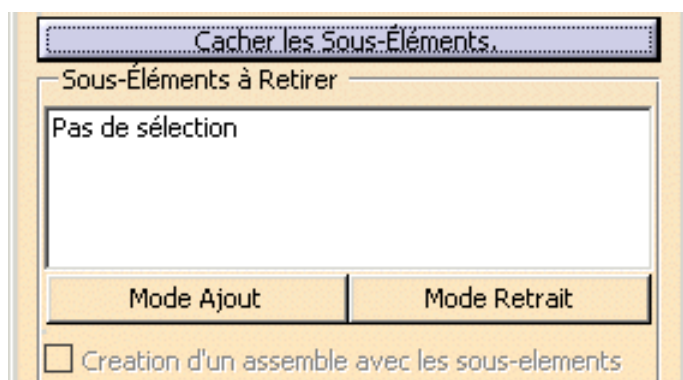 Cacher les Sous-Éléments.
Sous-Éléments à Retirer
Pas de sélection
Mode Ajout
Mode Retrait
Creation d'un assemble avec les sous-elements